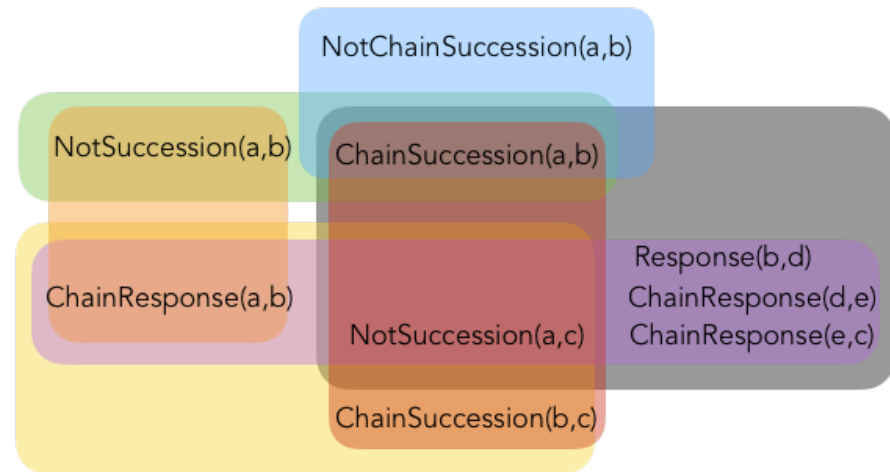 NotChainSuccession(a,b)
NotSuccession(a,b)
ChainSuccession(a,b)
Response(b,d)
ChainResponse(a,b)
ChainResponse(d,e)
NotSuccession(a,c)
ChainResponse(e,c)
ChainSuccession(b,c)